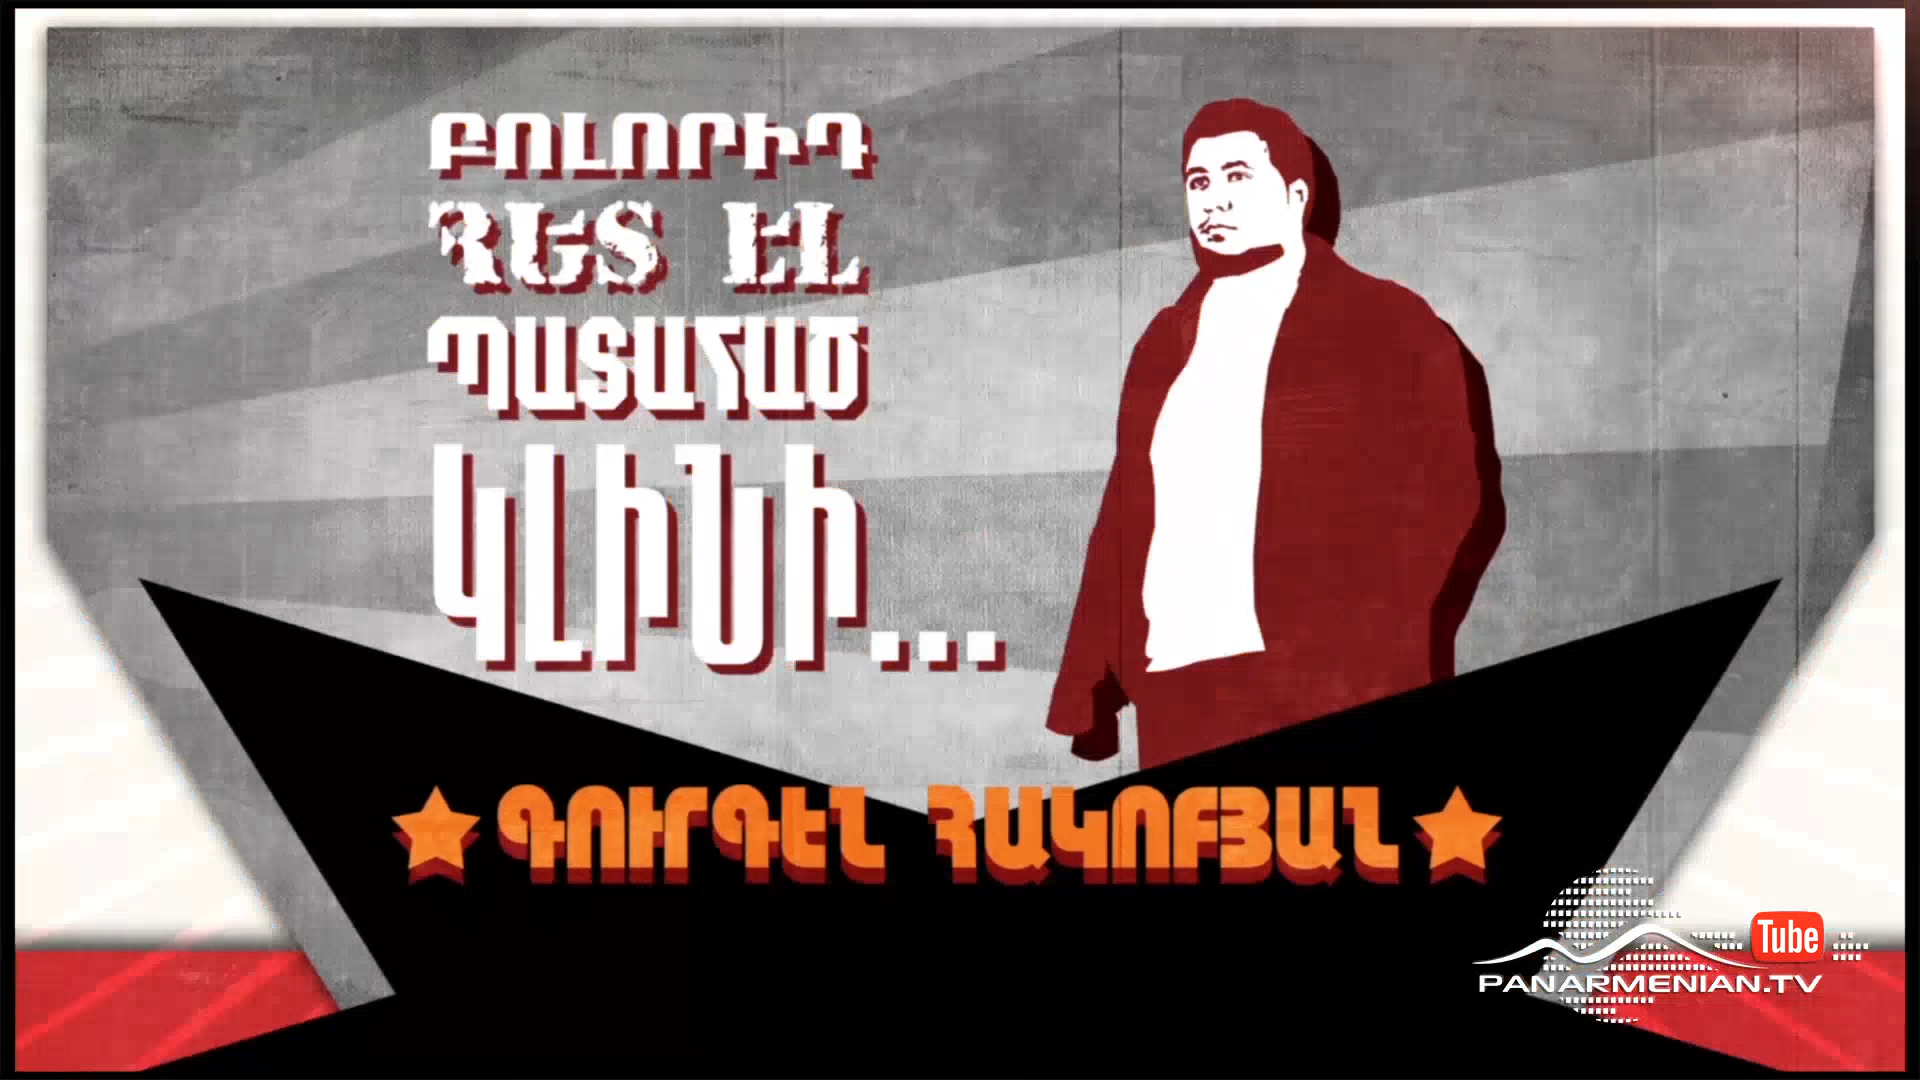 ԲՈԼՈՐԻԴ
ՀԵՏ ԷԼ
ՊԱՏԱՀԱԾ
ԿԼԻՆԻ...
ԳՈՒՐԳԷՆ ՀԱԿՈԲՅԱՆ
Tube
PANARMENIAN.TV